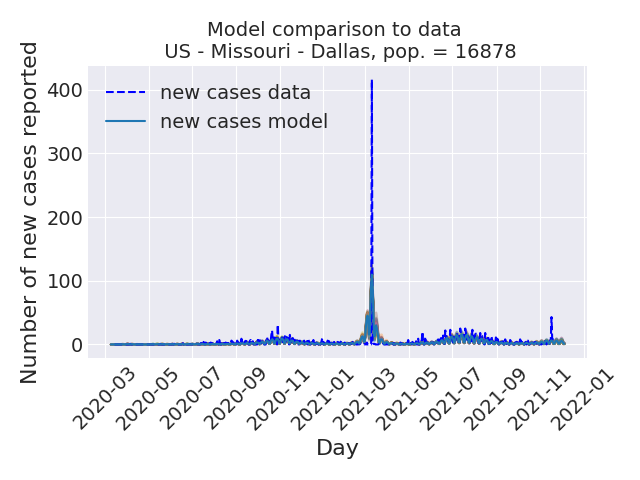 Model comparison to data
US - Missouri - Dallas, pop. = 16878
Number of new cases reported
400
300
200
100
0
new cases data
new cases model
2020-03
2020-05
2020-07
2020-09
2020-11
2021-01
2021-03
2021-05
2021-07
2021-09
2021-11
2022-01
Day